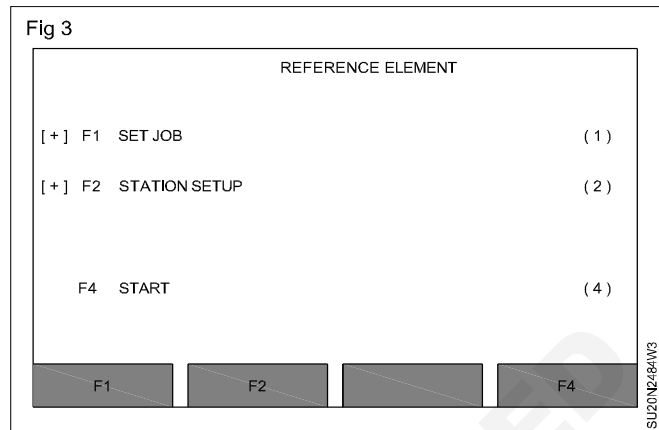 Fig 3
REFERENCE ELEMENT
[ + ] F1 SET JOB ( 1 )
[ + ] F2 STATION SETUP ( 2 )
F4 START ( 4 )
F1 F2 F4
SU20N2484W3